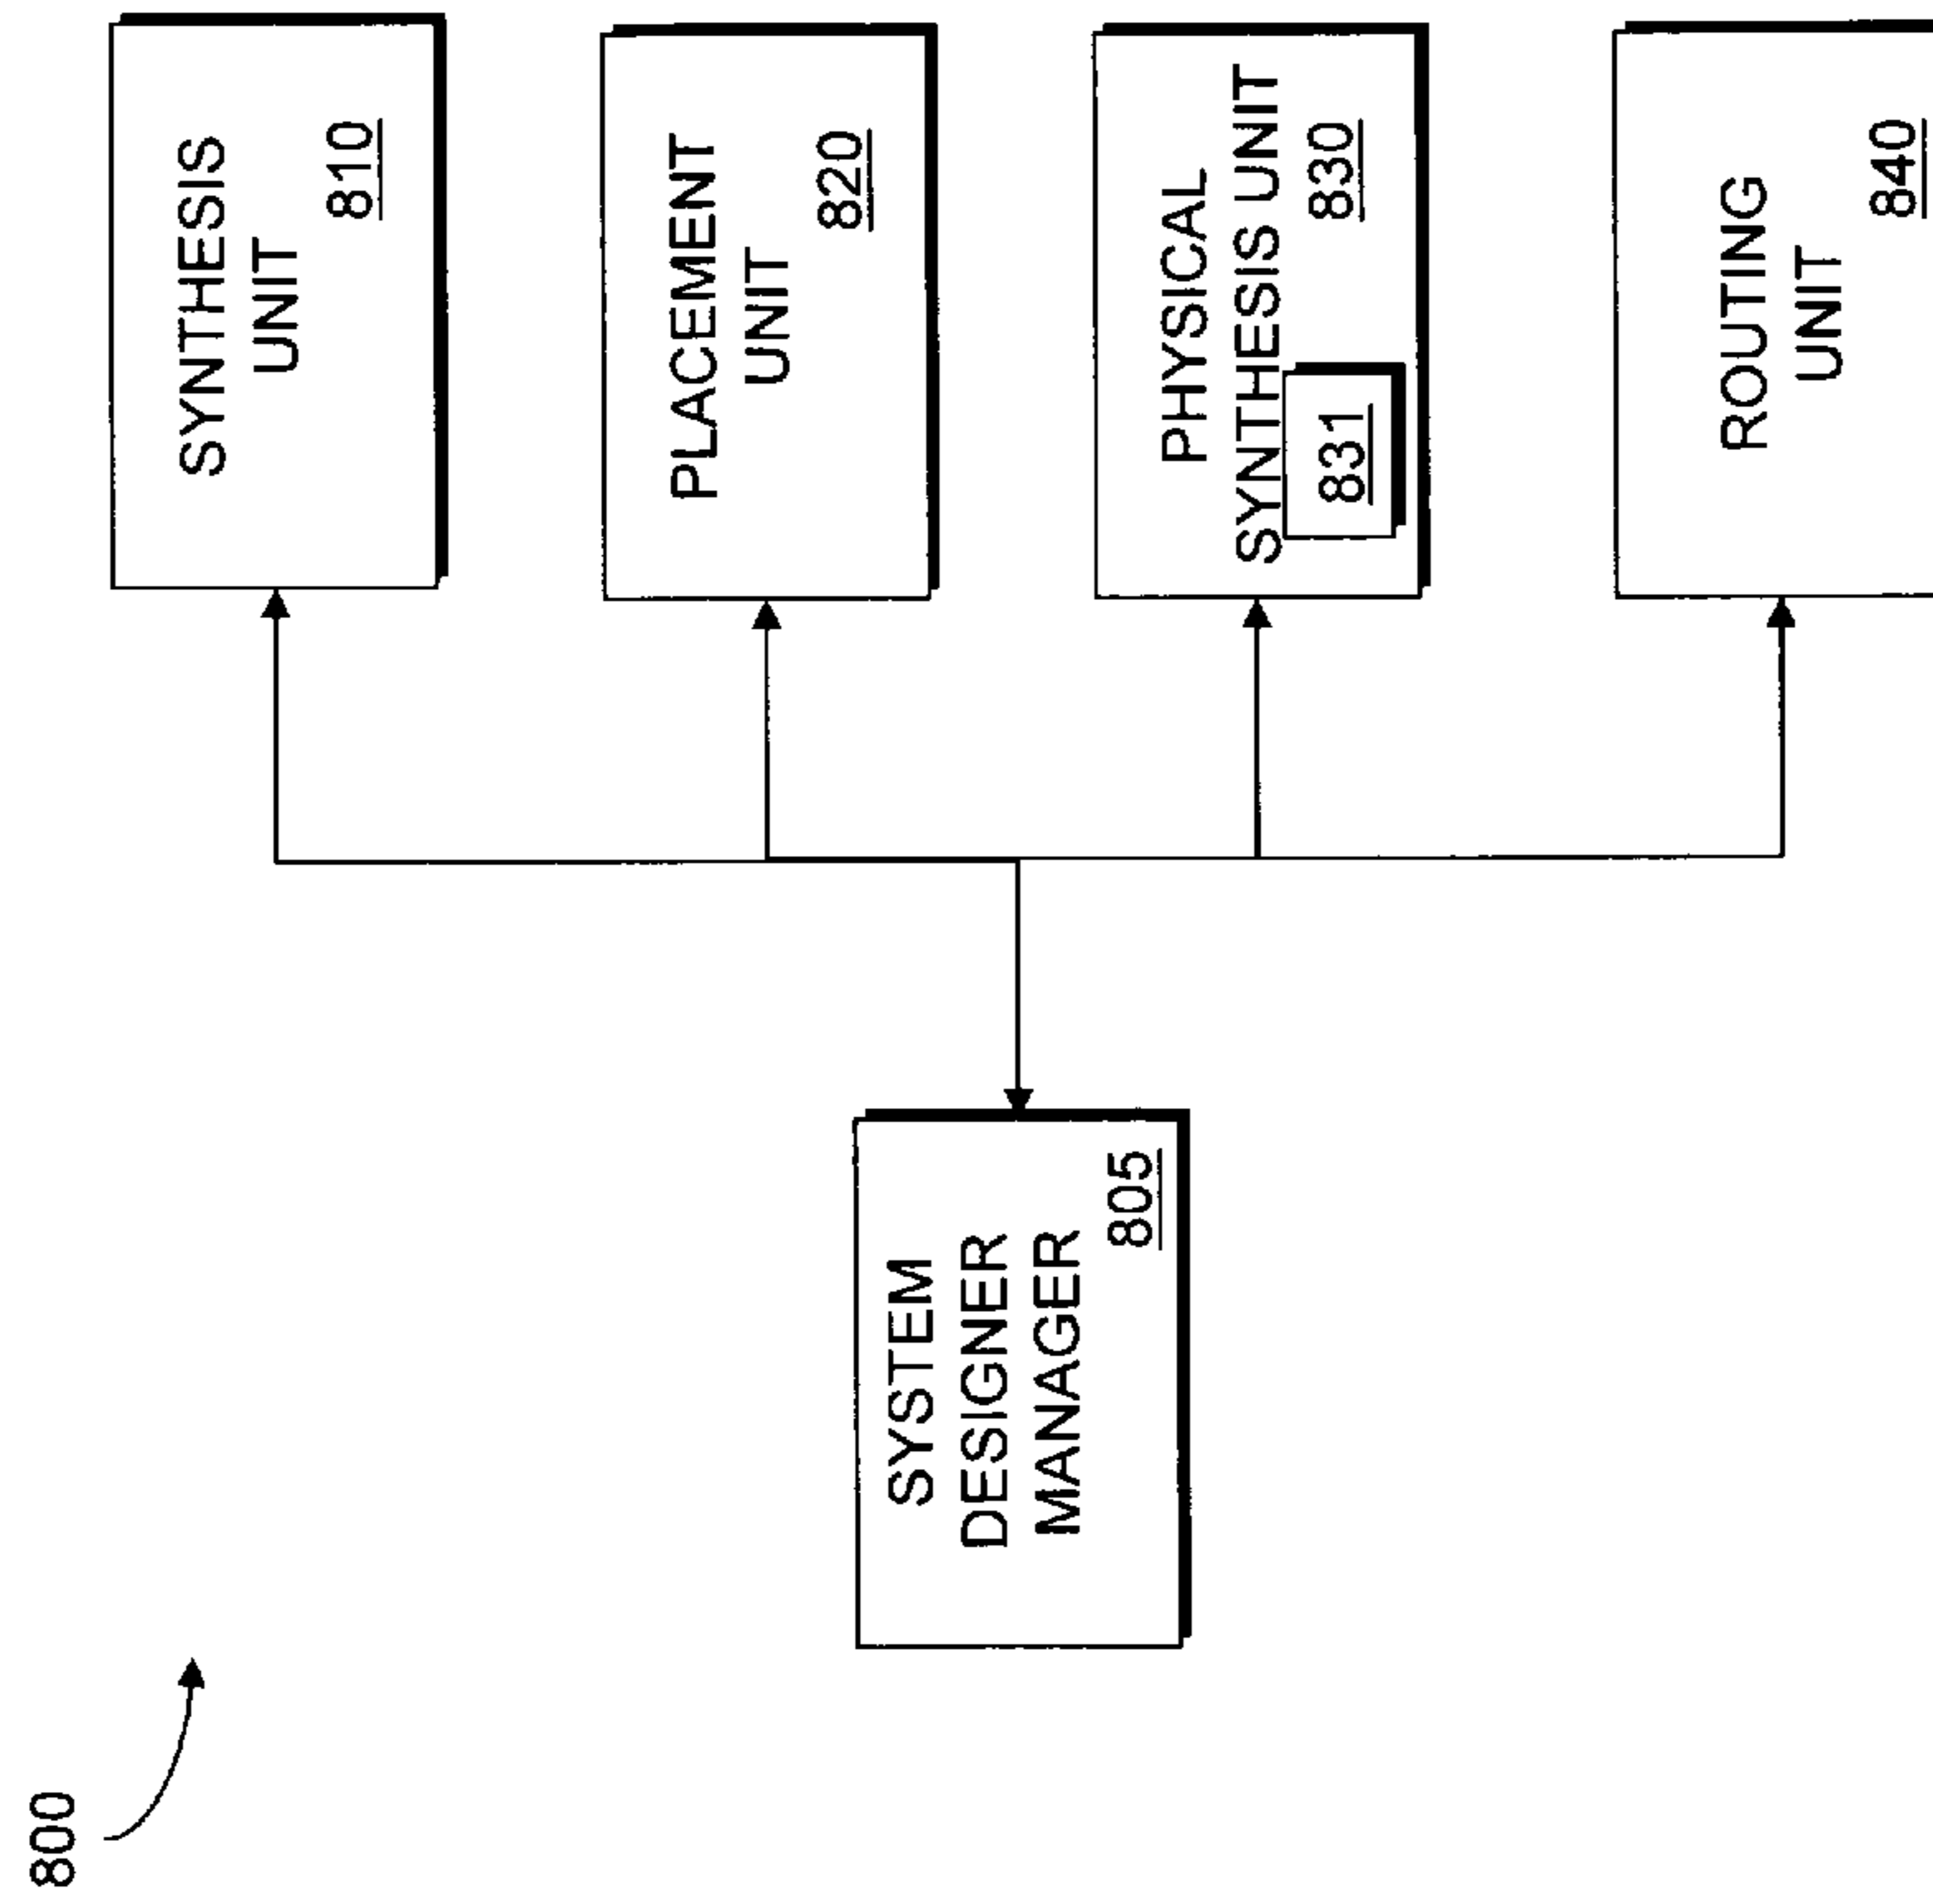 800
SYSTEM
DESIGNER
MANAGER
805
SYNTHESIS
UNIT
810
PLACEMENT
UNIT
820
PHYSICAL
SYNTHESIS UNIT
830
831
ROUTING
UNIT
840